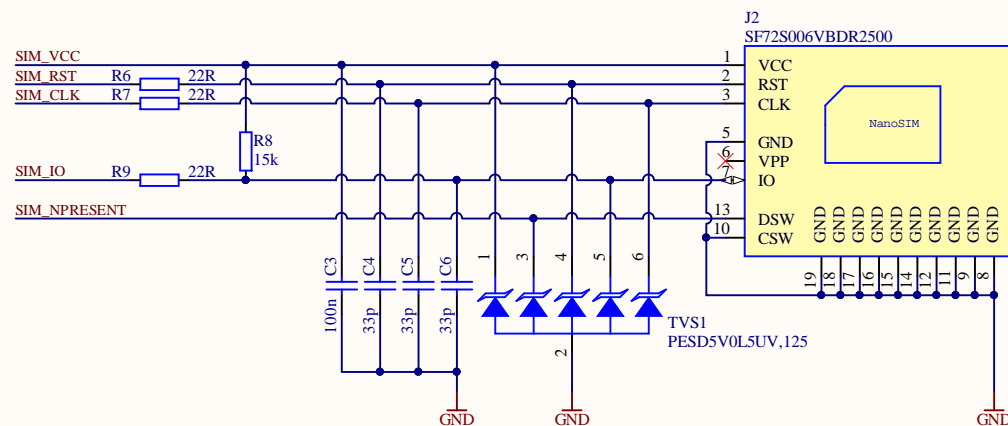 J2
SF72S006VBDR2500
SIM_VCC
1 VCC
SIM_RST R6 22R
2 RST
SIM_CLK R7 22R
3 CLK
NanoSIM
R8
15k
5 GND
6 VPP
SIM_IO R9 22R
7 IO
SIM_NPRESENT
13 DSW
10 CSW
GND GND GND GND GND GND GND GND GND GND
19 18 17 16 15 14 12 11 9 8
C3 C4 C5 C6
100n 33p 33p 33p
1 3 4 5 6
TVS1
PESD5V0L5UV,125
2
GND GND GND